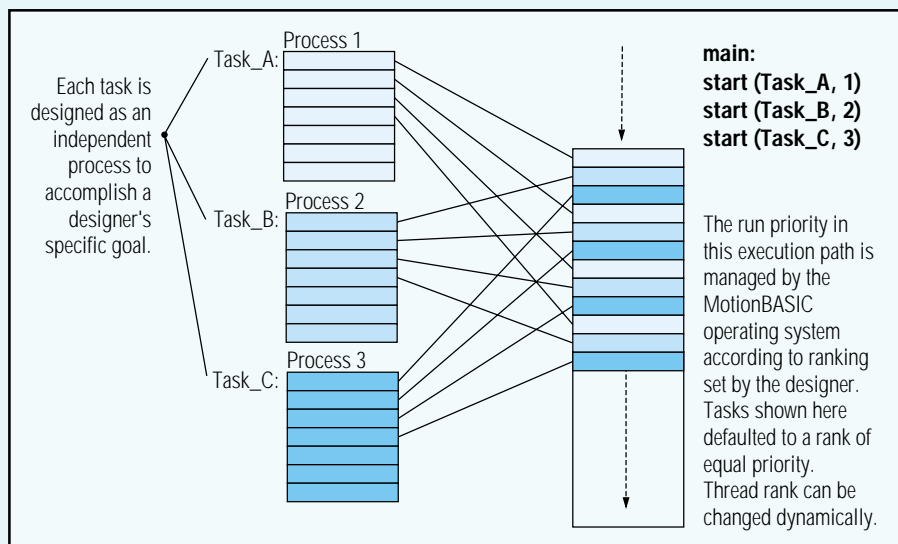 Each task is
designed as an
independent
process to
accomplish a
designer's
specific goal.
Task_A:
Process 1
Task_B:
Process 2
Task_C:
Process 3
main:
start (Task_A, 1)
start (Task_B, 2)
start (Task_C, 3)
The run priority in
this execution path is
managed by the
MotionBASIC
operating system
according to ranking
set by the designer.
Tasks shown here
defaulted to a rank of
equal priority.
Thread rank can be
changed dynamically.